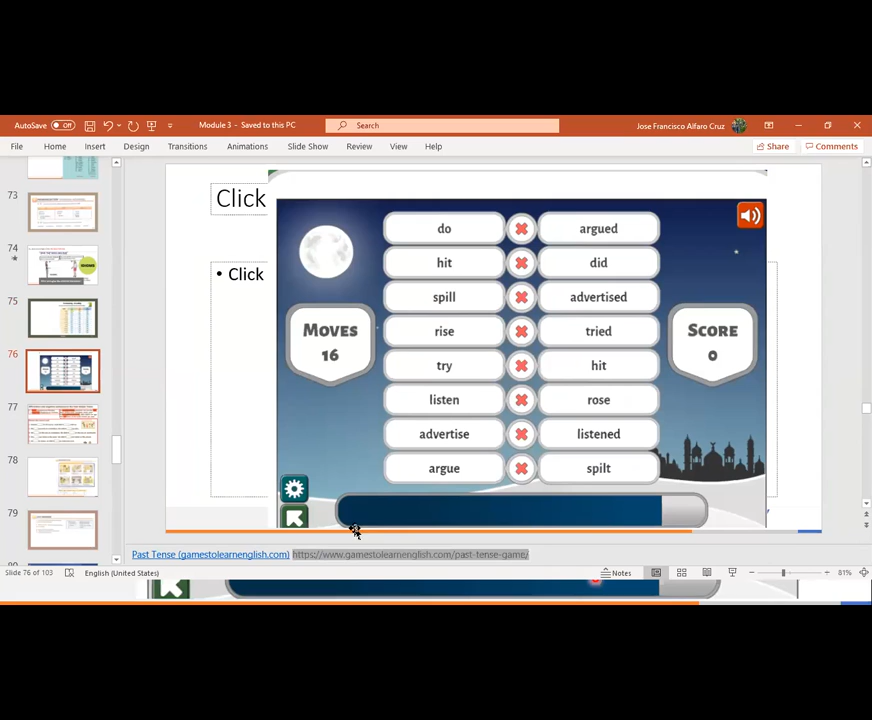 AutoSave Off Module 3 - Saved to this PC Search Jose Francisco Alfaro Cruz
File Home Insert Design Transitions Animations Slide Show Review View Help Share Comments
73
74
75
76
77
78
79
Click
• Click
do argued
hit did
spill advertised
rise tried
try hit
listen rose
advertise listened
argue spilt
MOVES
16
SCORE
0
Past Tense (gamestolearnenglish.com) https://www.gamestolearnenglish.com/past-tense-game/
Slide 76 of 103 English (United States) Notes 81%